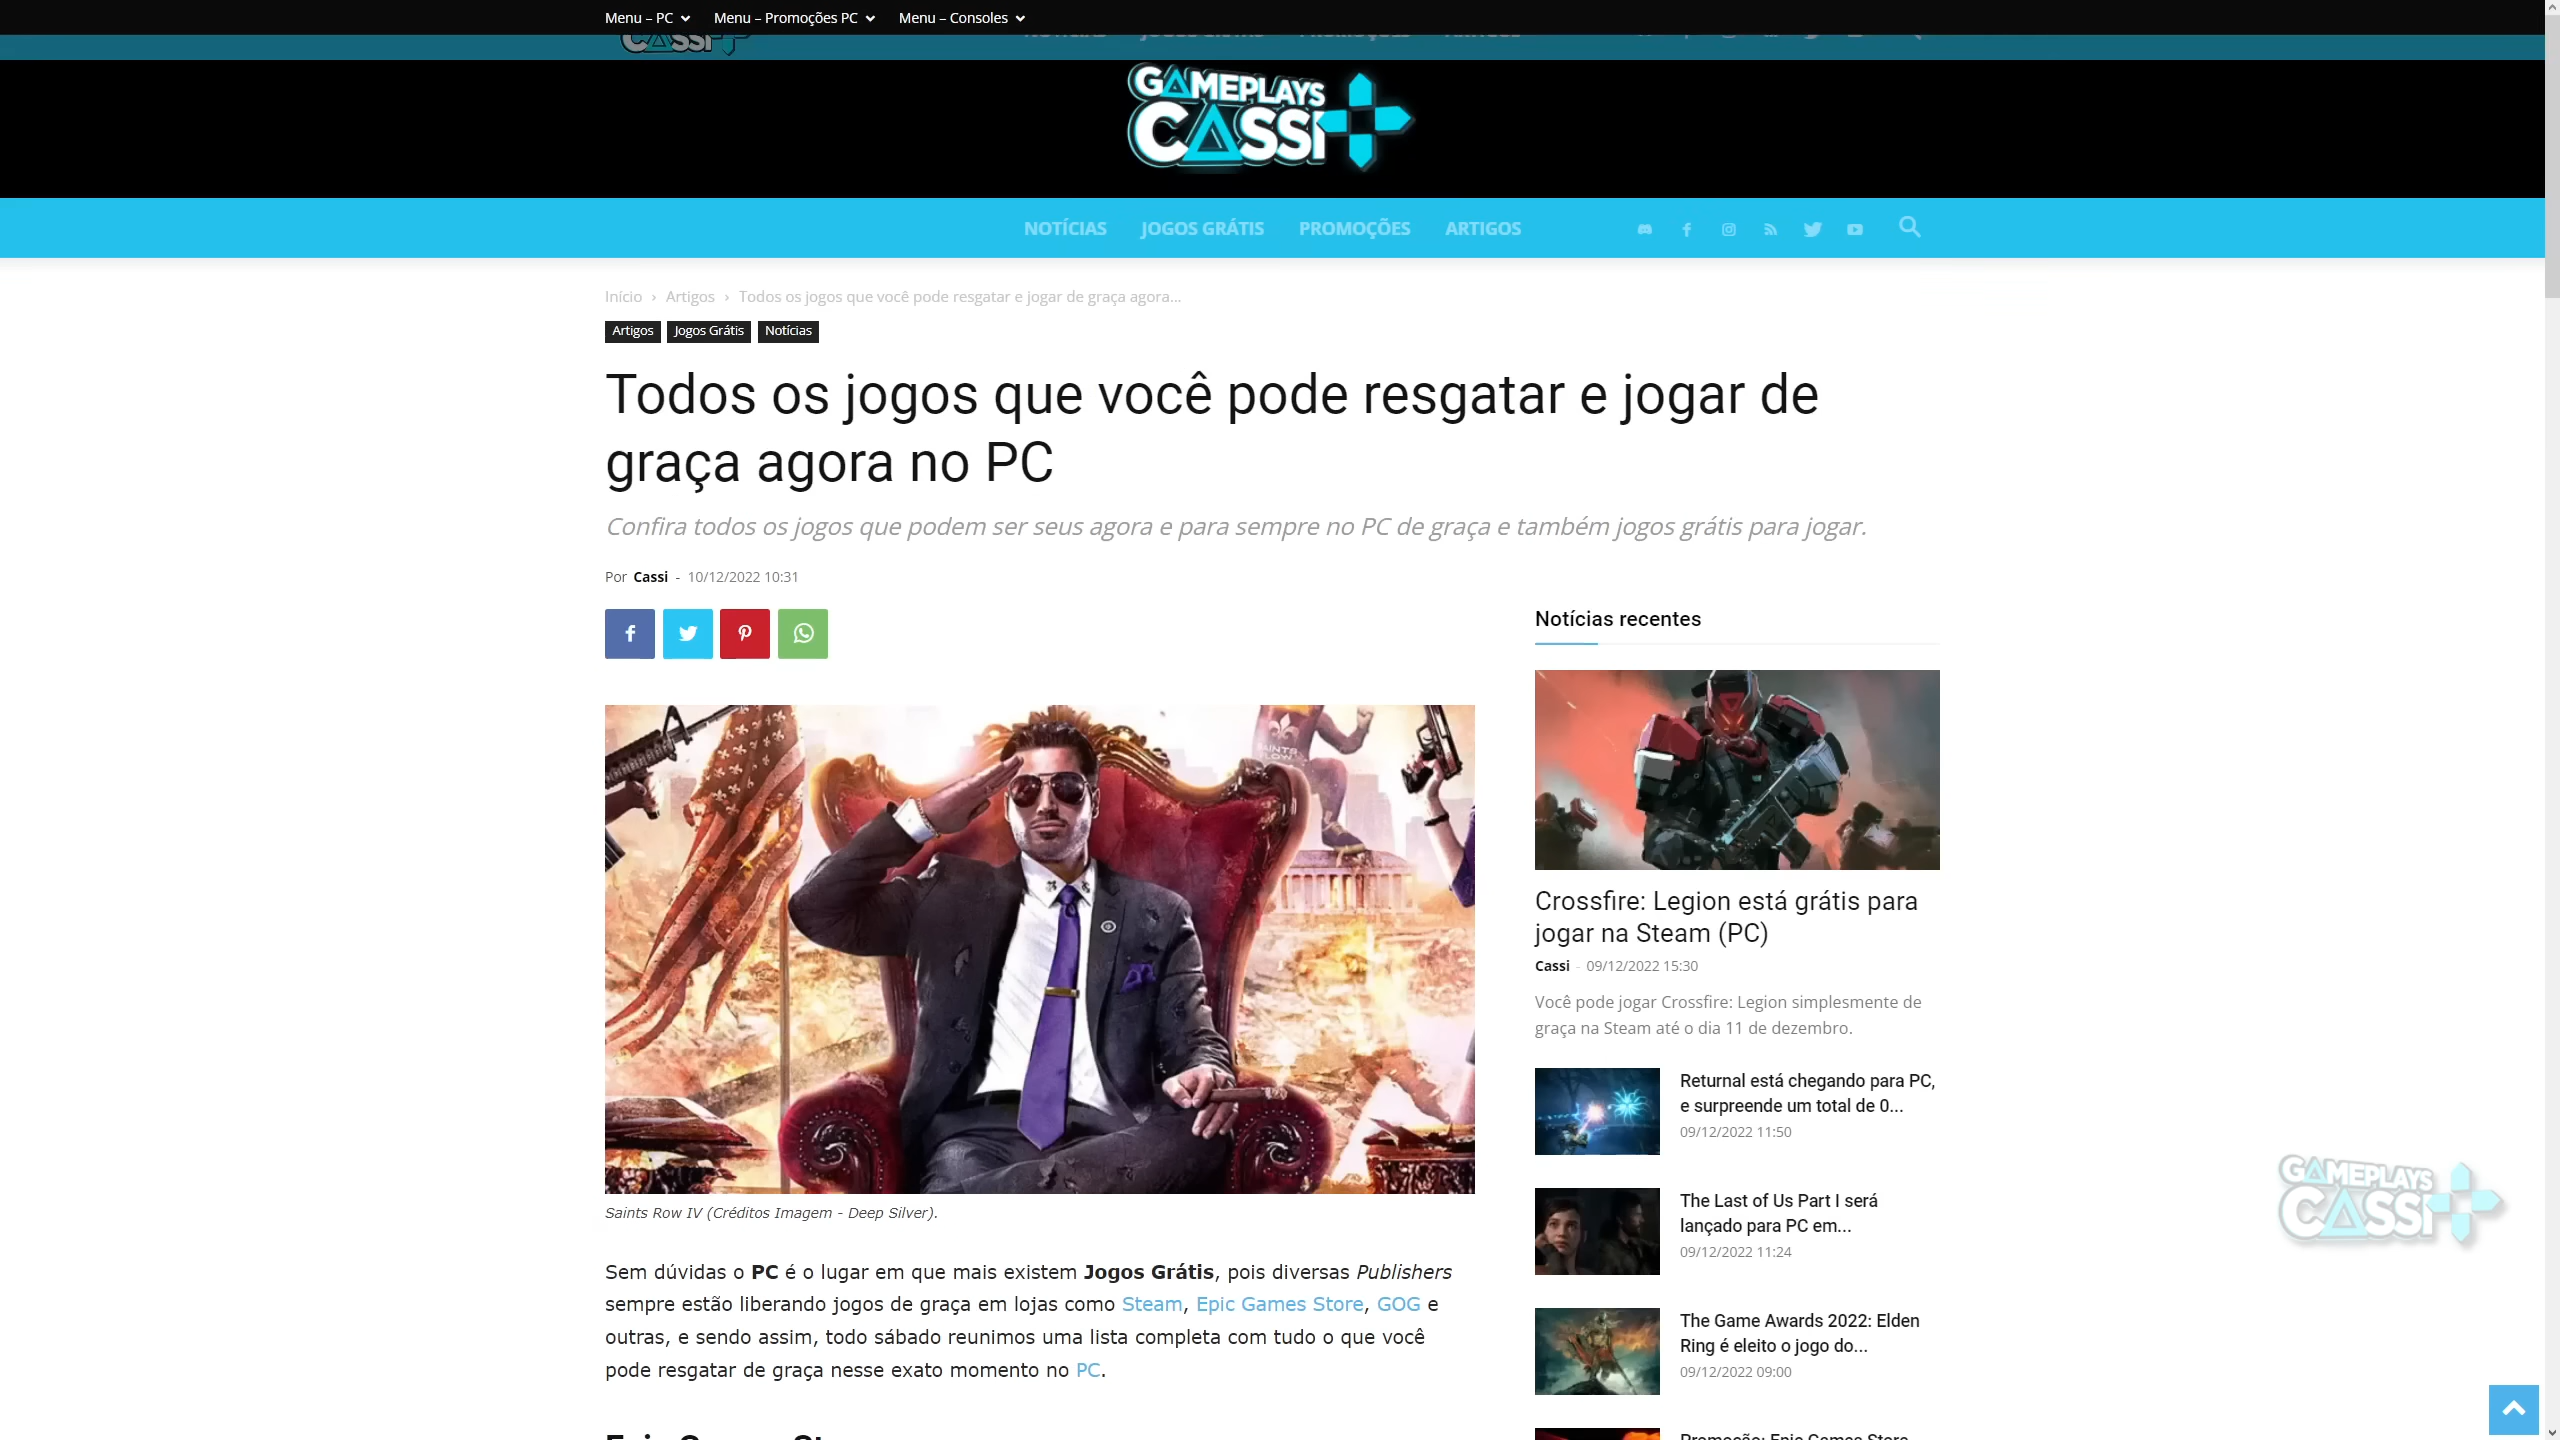 Menu – PC
Menu – Promoções PC
Menu – Consoles
GAMEPLAYS
CASSI
NOTÍCIAS
JOGOS GRÁTIS
PROMOÇÕES
ARTIGOS
Início › Artigos › Todos os jogos que você pode resgatar e jogar de graça agora...
Artigos
Jogos Grátis
Notícias
Todos os jogos que você pode resgatar e jogar de
graça agora no PC
Confira todos os jogos que podem ser seus agora e para sempre no PC de graça e também jogos grátis para jogar.
Por Cassi - 10/12/2022 10:31
Saints Row IV (Créditos Imagem - Deep Silver).
Sem dúvidas o PC é o lugar em que mais existem Jogos Grátis, pois diversas Publishers
sempre estão liberando jogos de graça em lojas como Steam, Epic Games Store, GOG e
outras, e sendo assim, todo sábado reunimos uma lista completa com tudo o que você
pode resgatar de graça nesse exato momento no PC.
Notícias recentes
Crossfire: Legion está grátis para
jogar na Steam (PC)
Cassi - 09/12/2022 15:30
Você pode jogar Crossfire: Legion simplesmente de
graça na Steam até o dia 11 de dezembro.
Returnal está chegando para PC,
e surpreende um total de 0...
09/12/2022 11:50
The Last of Us Part I será
lançado para PC em...
09/12/2022 11:24
The Game Awards 2022: Elden
Ring é eleito o jogo do...
09/12/2022 09:00
Promoção: Epic Games Store
GAMEPLAYS
CASSI